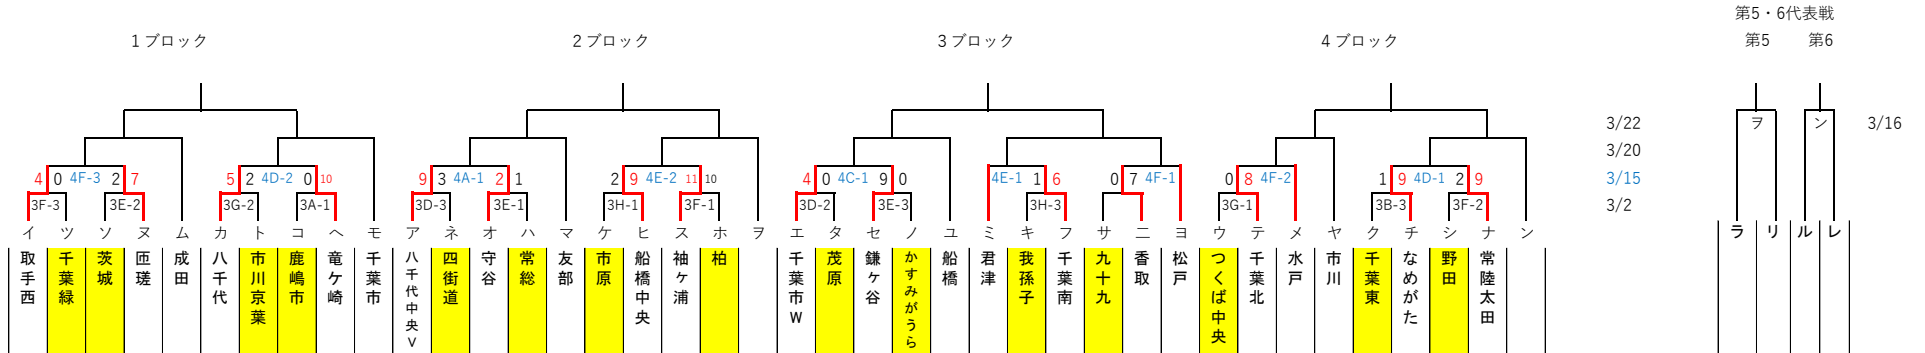 第5・6代表戦
1ブロック 2ブロック 3ブロック 4ブロック 第5 第6
ヲ ン 3/16
3/22
3/20
4 0 4F-3 2 7 5 2 4D-2 0 10 9 3 4A-1 2 1 2 9 4E-2 11 10 4 0 4C-1 9 0 4E-1 1 6 0 7 4F-1 0 8 4F-2 1 9 4D-1 2 9 3/15
3F-3 3E-2 3G-2 3A-1 3D-3 3E-1 3H-1 3F-1 3D-2 3E-3 3H-3 3G-1 3B-3 3F-2 3/2
イ ツ ソ ヌ ム カ ト コ ヘ モ ア ネ オ ハ マ ケ ヒ ス ホ ヲ エ タ セ ノ ユ ミ キ フ サ ニ ヨ ウ テ メ ヤ ク チ シ ナ ン ラ リ ル レ
取手西
千葉緑
茨城
匝瑳
成田
八千代
市川京葉
鹿嶋市
竜ケ崎
千葉市
八千代中央V
四街道
守谷
常総
友部
市原
船橋中央
袖ヶ浦
柏
千葉市W
茂原
鎌ヶ谷
かすみがうら
船橋
君津
我孫子
千葉南
九十九
香取
松戸
つくば中央
千葉北
水戸
市川
千葉東
なめがた
野田
常陸太田